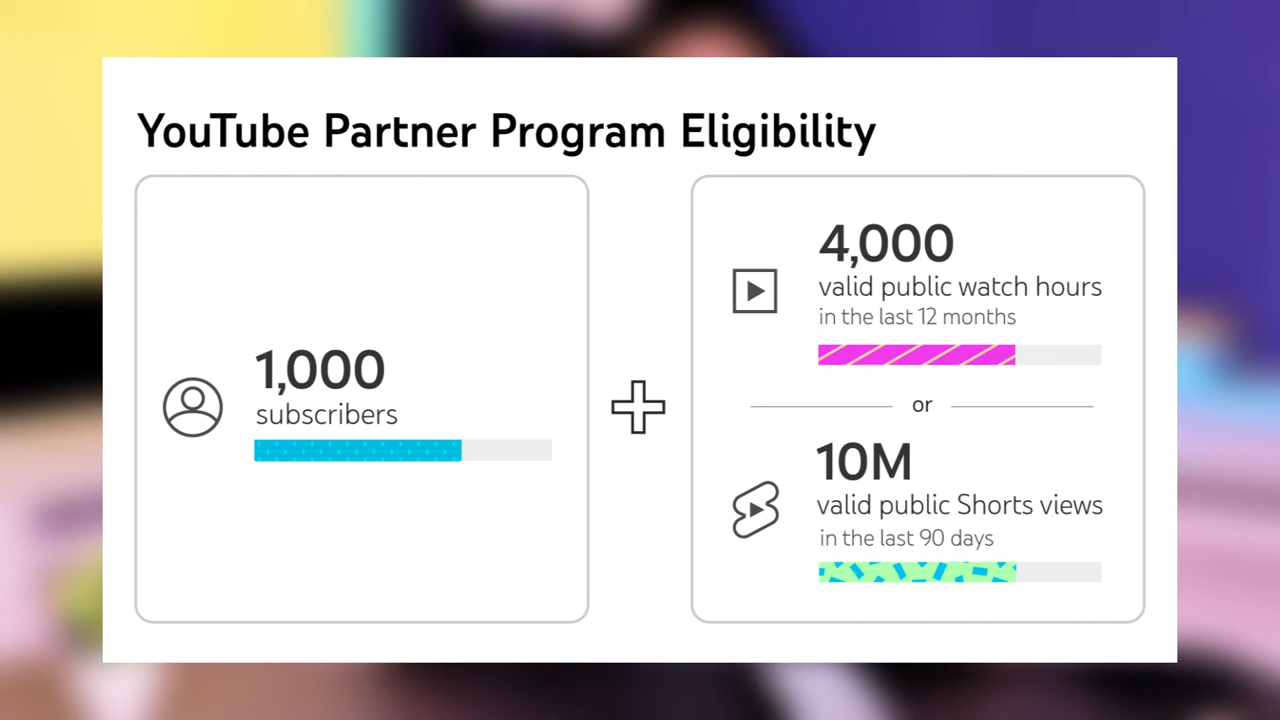 YouTube Partner Program Eligibility
1,000
subscribers
4,000
valid public watch hours
in the last 12 months
or
10M
valid public Shorts views
in the last 90 days